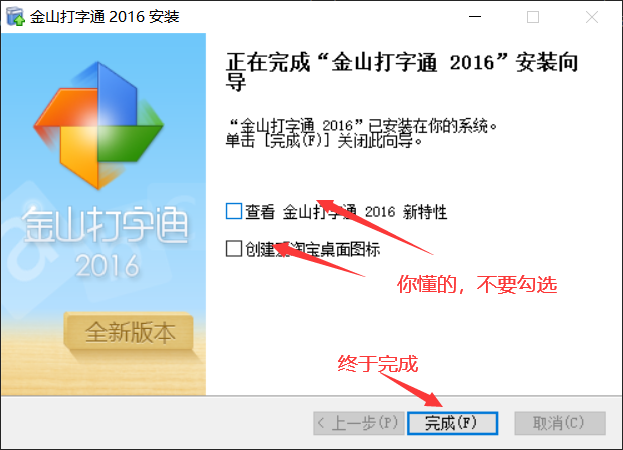 金山打字通 2016 安装
正在完成“金山打字通 2016”安装向
导
“金山打字通 2016”已安装在你的系统。
单击 [完成(F)] 关闭此向导。
查看 金山打字通 2016 新特性
创建爱淘宝桌面图标
你懂的，不要勾选
金山打字通
2016
全新版本
终于完成
< 上一步(P)
完成(F)
取消(C)